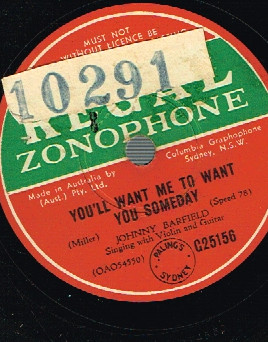 MUST NOT
WITHOUT LICENCE BE
10291
REGAL
ZONOPHONE
Made in Australia by
(Aust.) Pty. Ltd.
Columbia Graphophone
Sydney, N.S.W.
YOU'LL WANT ME TO WANT
YOU SOMEDAY
(Miller)
(Speed 78)
JOHNNY BARFIELD
Singing with Violin and Guitar
(OAO54550)
PALING'S
SYDNEY
G25156